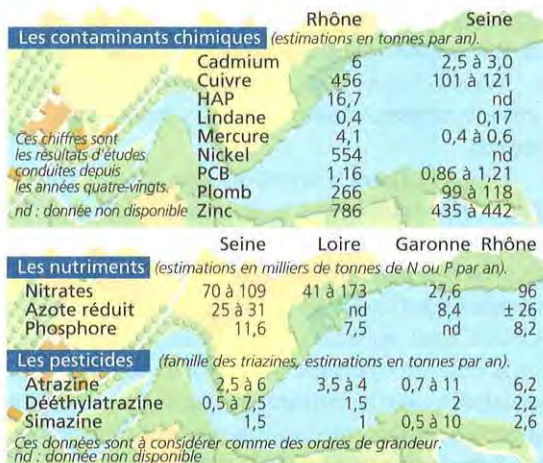 Rhône Seine
Les contaminants chimiques (estimations en tonnes par an).
Cadmium 6 2,5 à 3,0
Cuivre 456 101 à 121
HAP 16,7 nd
Lindane 0,4 0,17
Mercure 4,1 0,4 à 0,6
Nickel 554 nd
PCB 1,16 0,86 à 1,21
Plomb 266 99 à 118
Zinc 786 435 à 442
Ces chiffres sont
les résultats d'études
conduites depuis
les années quatre-vingts.
nd : donnée non disponible
Seine Loire Garonne Rhône
Les nutriments (estimations en milliers de tonnes de N ou P par an).
Nitrates 70 à 109 41 à 173 27,6 96
Azote réduit 25 à 31 nd 8,4 ± 26
Phosphore 11,6 7,5 nd 8,2
Les pesticides (famille des triazines, estimations en tonnes par an).
Atrazine 2,5 à 6 3,5 à 4 0,7 à 11 6,2
Dééthylatrazine 0,5 à 7,5 1,5 2 2,2
Simazine 1,5 1 0,5 à 10 2,6
Ces données sont à considérer comme des ordres de grandeur.
nd : donnée non disponible